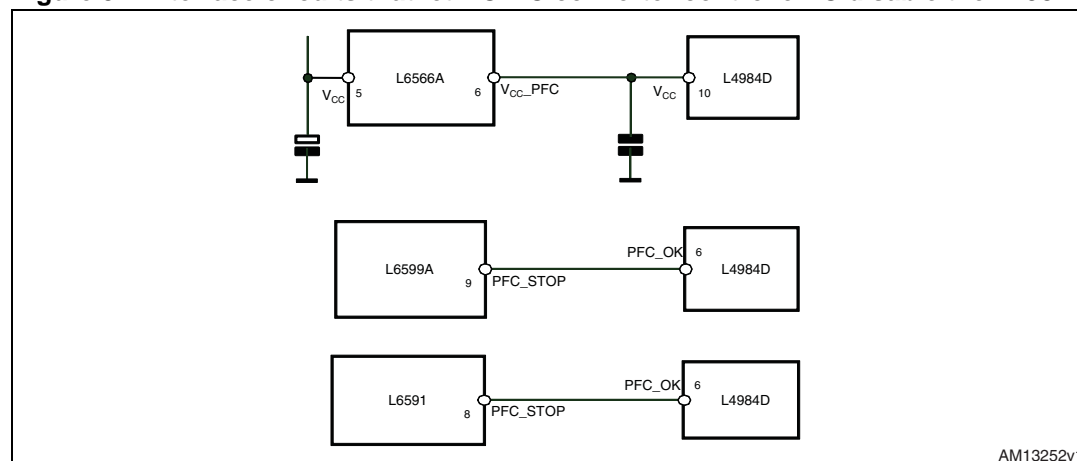 L6566A
L4984D
VCC 5
6 VCC_PFC
VCC 10
L6599A
PFC_OK 6
L4984D
9 PFC_STOP
L6591
PFC_OK 6
L4984D
8 PFC_STOP